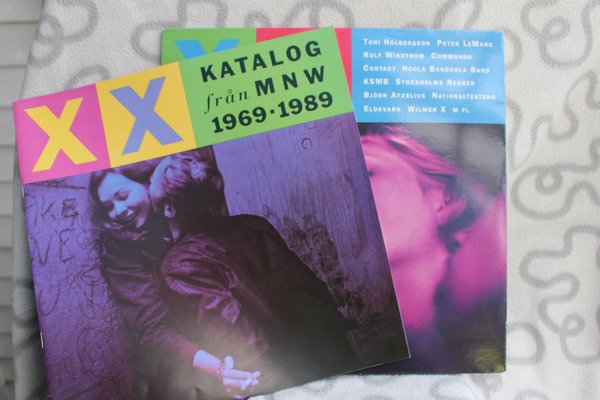 X X
KATALOG
från MNW
1969·1989
X
TONI HOLGERSSON PETER LEMARC
ROLF WIKSTRÖM COMMANDO
CONTACT HOOLA BANDOOLA BAND
KSMB STOCKHOLMS NEGRER
BJÖRN AFZELIUS NATIONALTEATERN
ELDKVARN WILMER X M FL